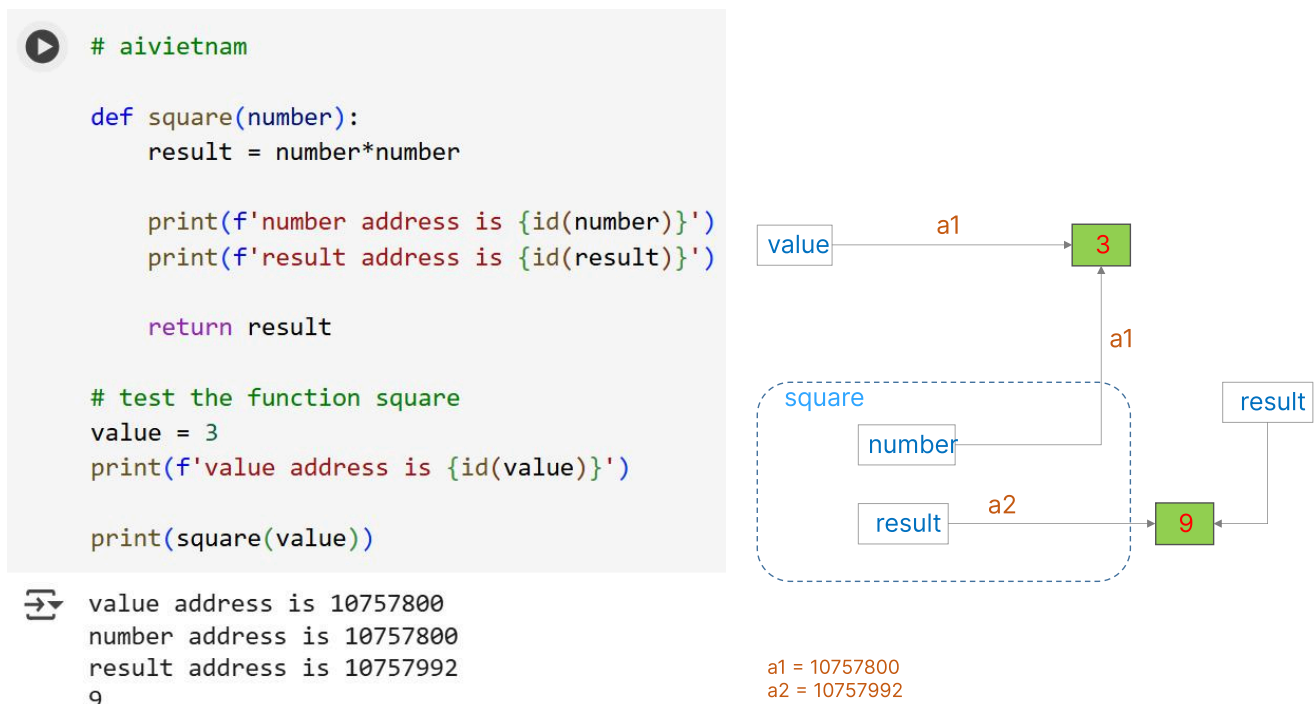 # aivietnam
def square(number):
    result = number*number
    print(f'number address is {id(number)}')
    print(f'result address is {id(result)}')
    return result
# test the function square
value = 3
print(f'value address is {id(value)}')
print(square(value))
value address is 10757800
number address is 10757800
result address is 10757992
9
value
a1
3
a1
square
number
result
a2
9
result
a1 = 10757800
a2 = 10757992